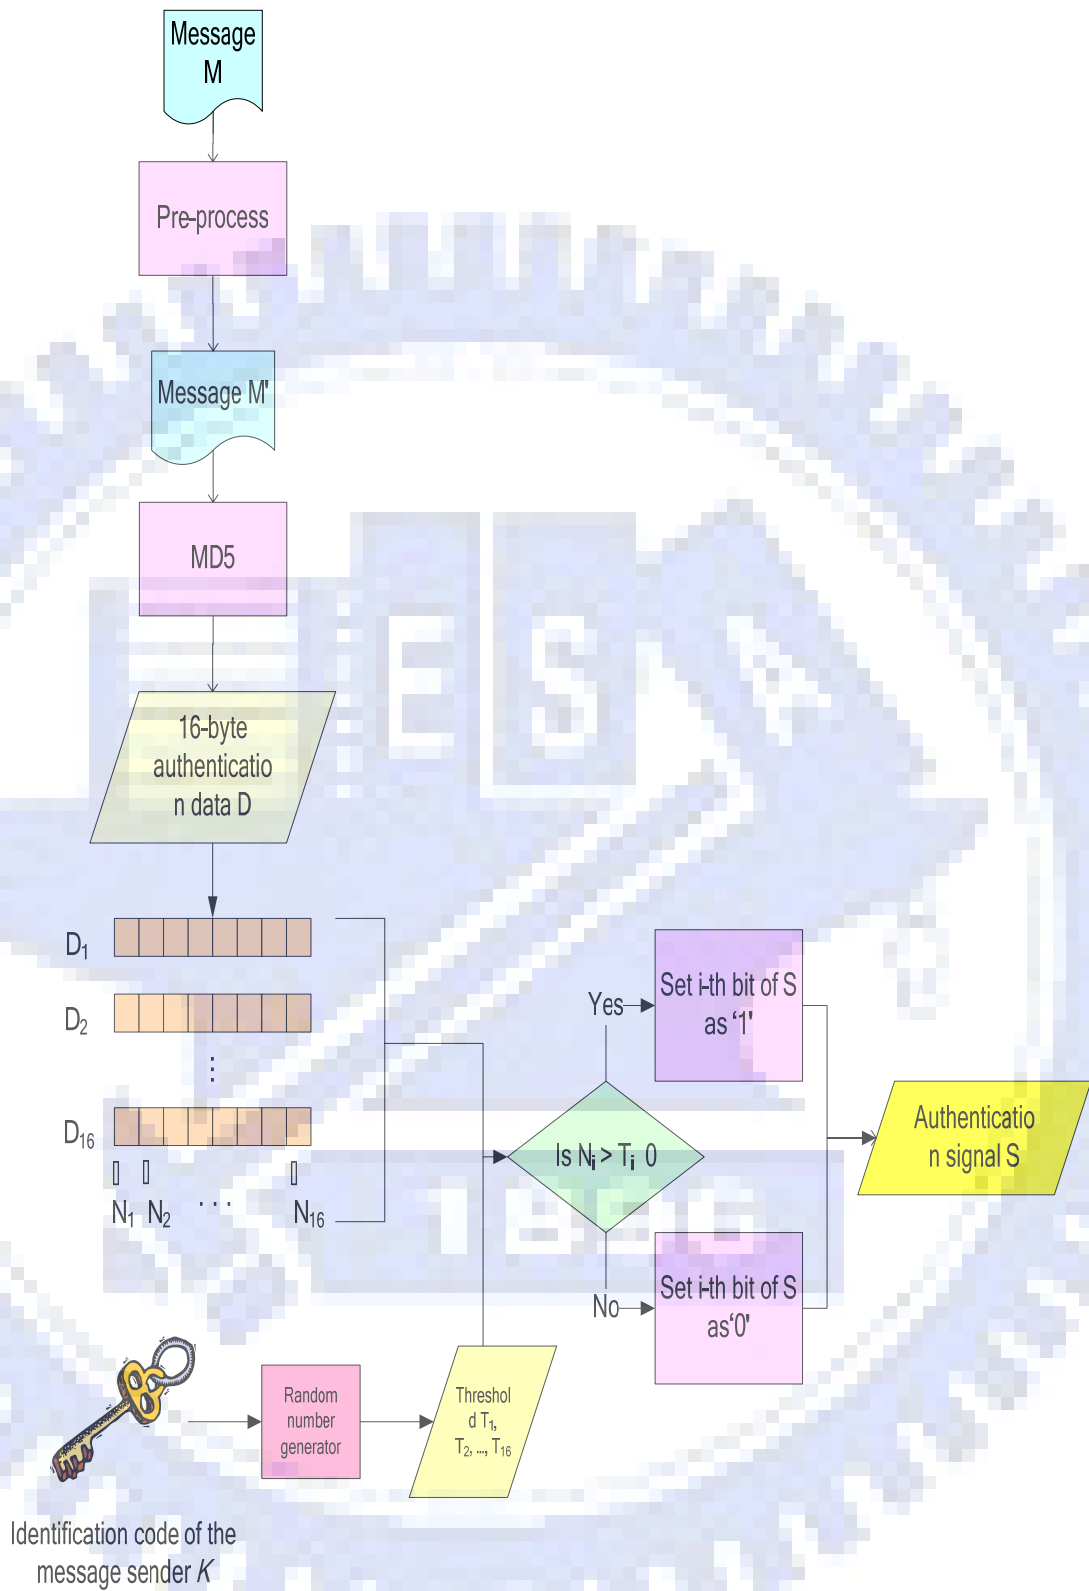 Message
M
Pre-process
Message M'
MD5
16-byte
authenticatio
n data D
D1
D2
⋮
D16
N1 N2 ... N16
Yes
Set i-th bit of S
as '1'
Is Ni > Ti 0
Authenticatio
n signal S
No
Set i-th bit of S
as'0'
Random
number
generator
Threshol
d T1,
T2, ..., T16
Identification code of the
message sender K
ESA
1896